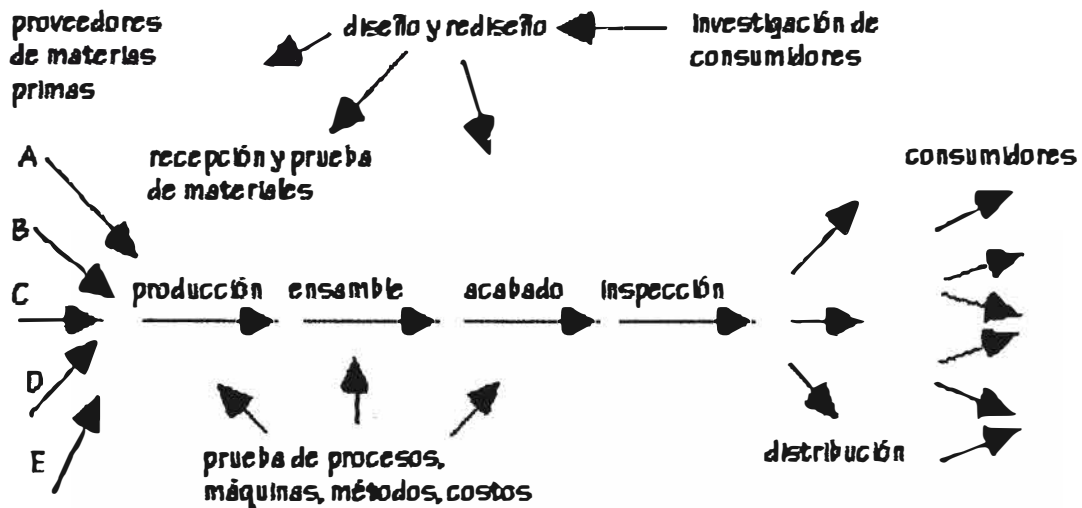 proveedores
de materias
primas
diseño y rediseño
investigación de
consumidores
A
recepción y prueba
de materiales
consumidores
B
C
producción
ensamble
acabado
inspección
D
E
prueba de procesos,
máquinas, métodos, costos
distribución